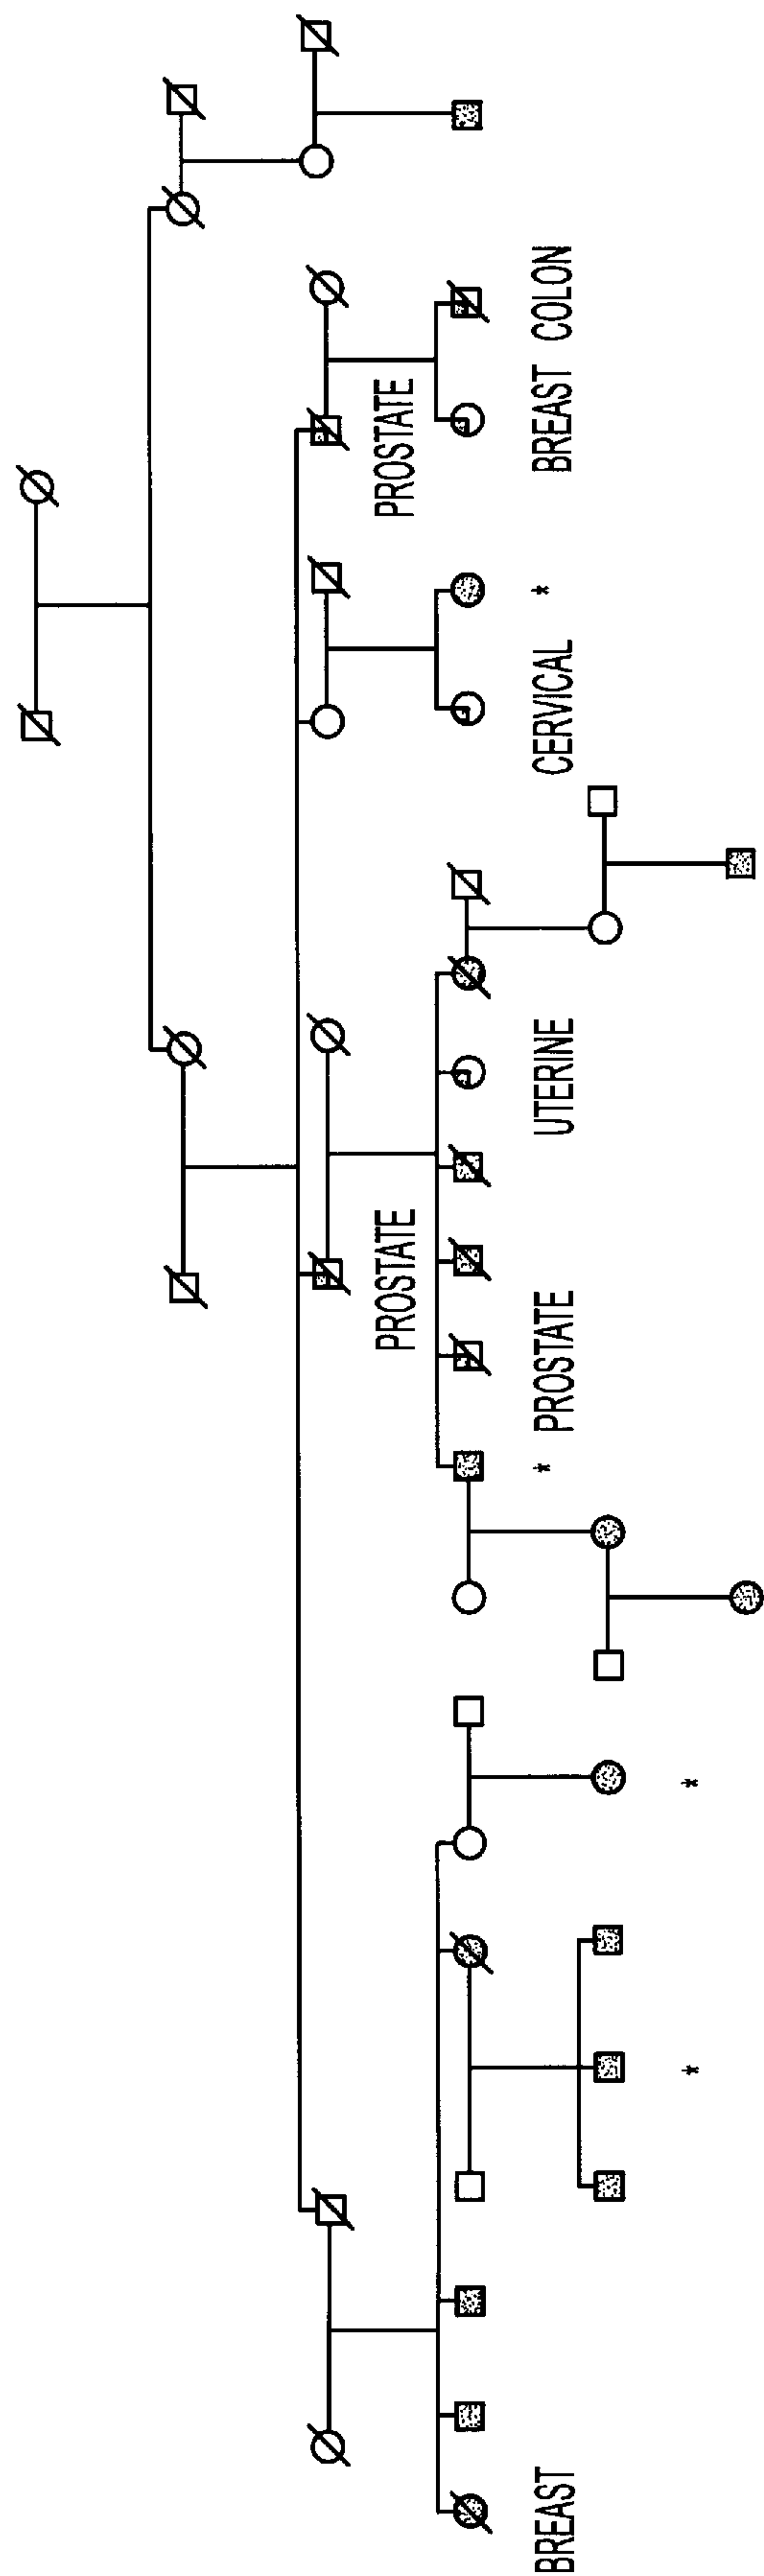 PROSTATE
PROSTATE
BREAST
* PROSTATE
UTERINE
CERVICAL *
BREAST COLON
*
*